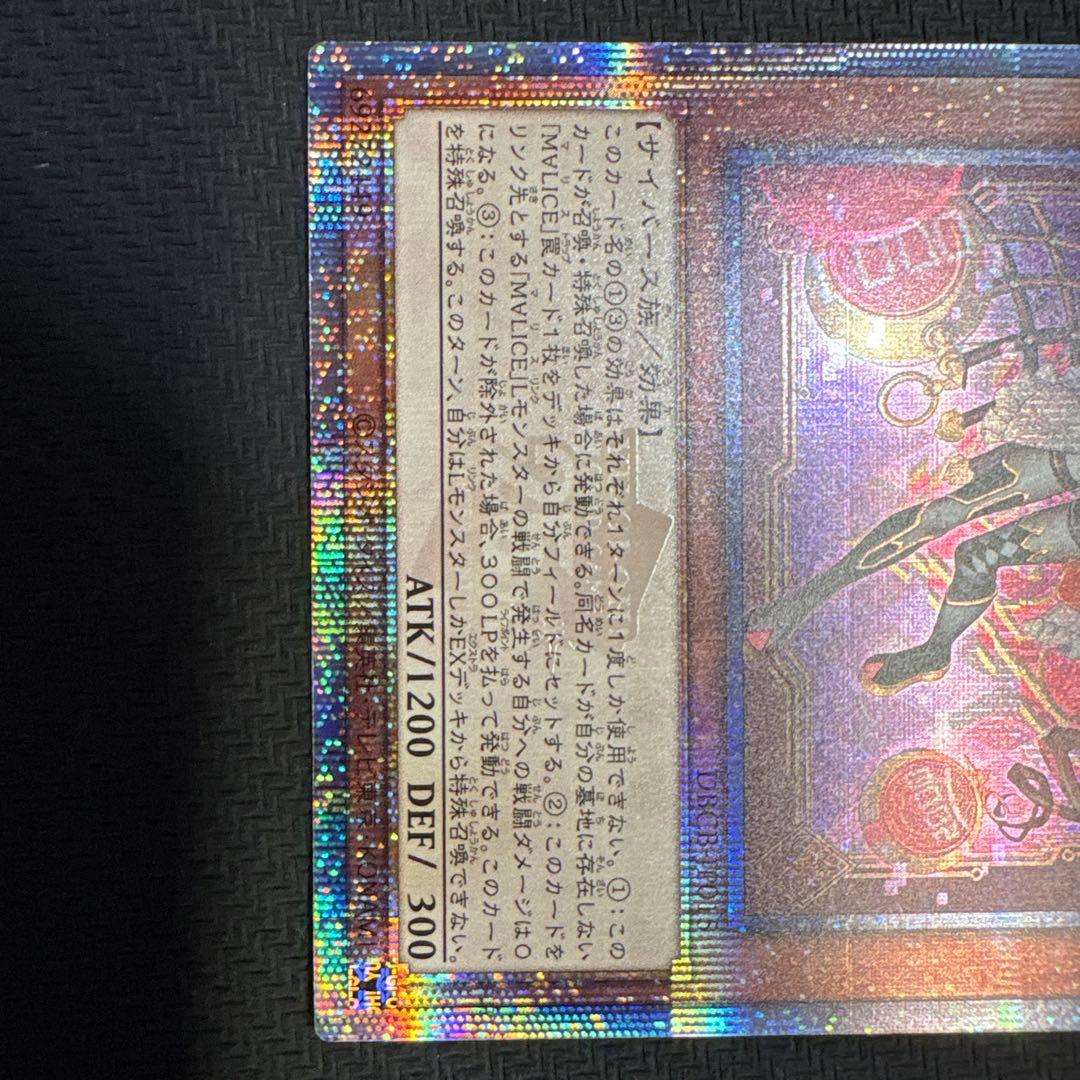 DBCB-JP015
【サイバース族／効果】
このカード名の①③の効果はそれぞれ1ターンに1度しか使用できない。①：この
カードが召喚・特殊召喚した場合に発動できる。同名カードが自分の墓地に存在しない
「M∀LICE」罠カード1枚をデッキから自分フィールドにセットする。②：このカードを
リンク先とする「M∀LICE」Lモンスターの戦闘で発生する自分への戦闘ダメージは0
になる。③：このカードが除外された場合、300LPを払って発動できる。このカード
を特殊召喚する。このターン、自分はLモンスターしかEXデッキから特殊召喚できない。
ATK/1200 DEF/ 300